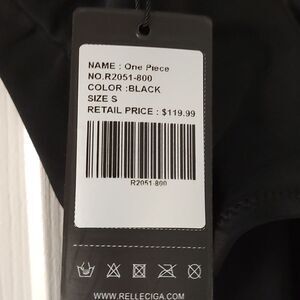 NAME : One Piece
NO.R2051-800
COLOR :BLACK
SIZE S
RETAIL PRICE : $119.99
R2051-800
WWW.RELLECIGA.COM